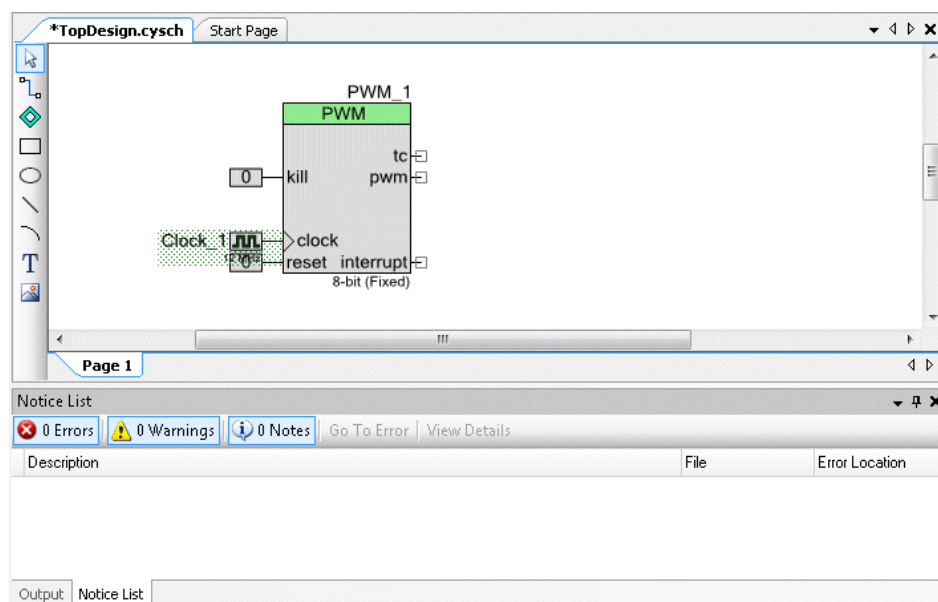 *TopDesign.cysch Start Page
PWM_1
PWM
tc
0 kill pwm
Clock_1 clock
0 reset interrupt
8-bit (Fixed)
T
Page 1
Notice List
0 Errors 0 Warnings 0 Notes Go To Error View Details
Description File Error Location
Output Notice List